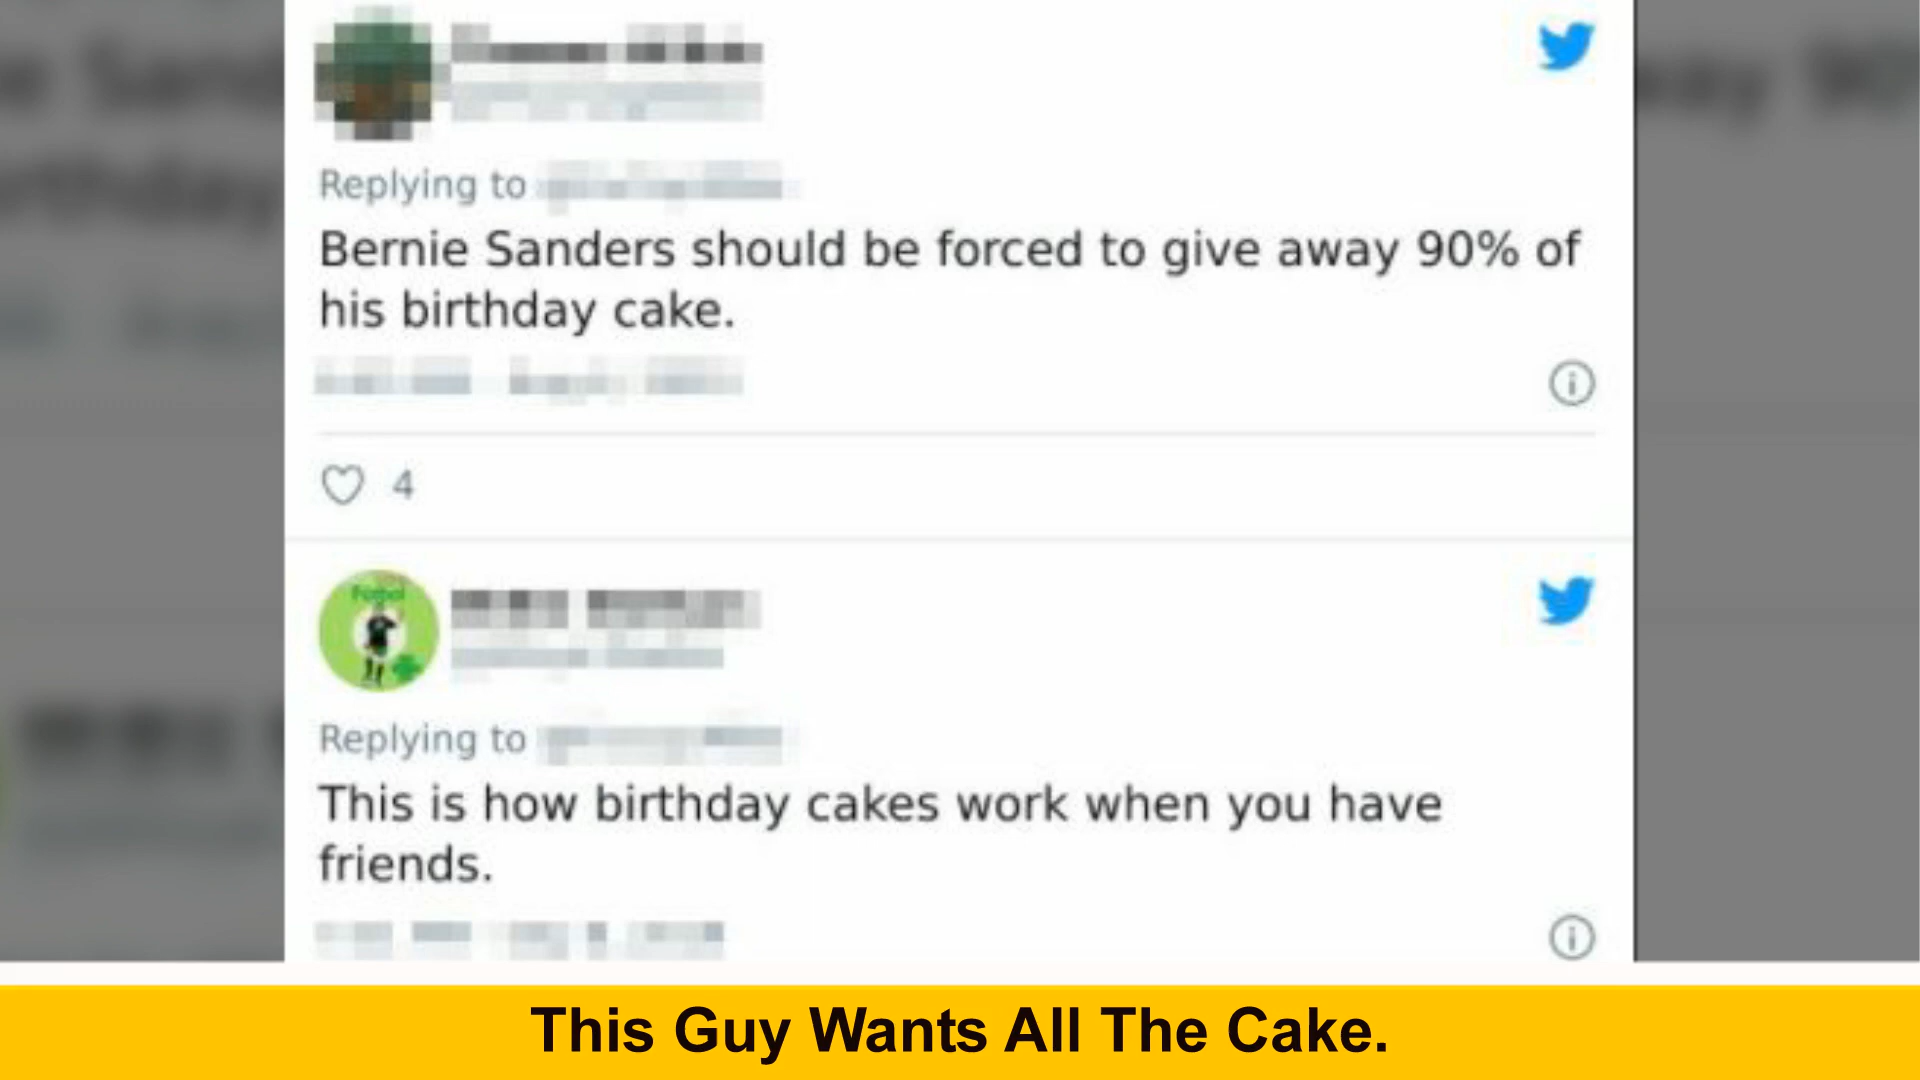 Replying to
Bernie Sanders should be forced to give away 90% of
his birthday cake.
4
Replying to
This is how birthday cakes work when you have
friends.
This Guy Wants All The Cake.